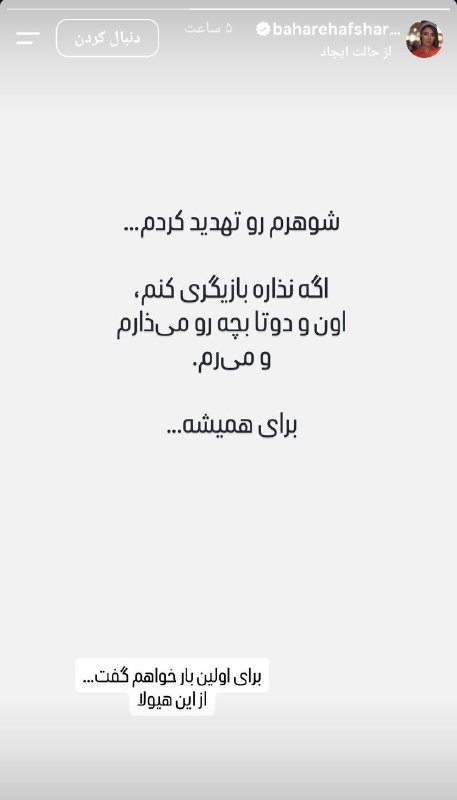 baharehafshar...
۵ ساعت
دنبال کردن
از حالت ایجاد
شوهرم رو تهدید کردم...
اگه نذاره بازیگری کنم،
اون و دوتا بچه رو می‌ذارم
و می‌رم.
برای همیشه...
برای اولین بار خواهم گفت...
از این هیولا